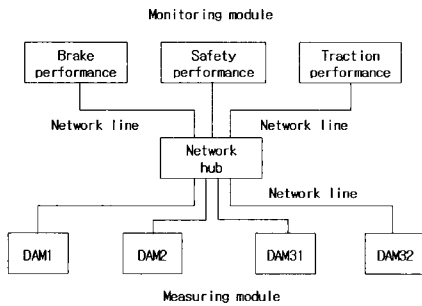 Monitoring module
Brake performance
Safety performance
Traction performance
Network line
Network line
Network hub
Network line
DAM1
DAM2
DAM31
DAM32
Measuring module